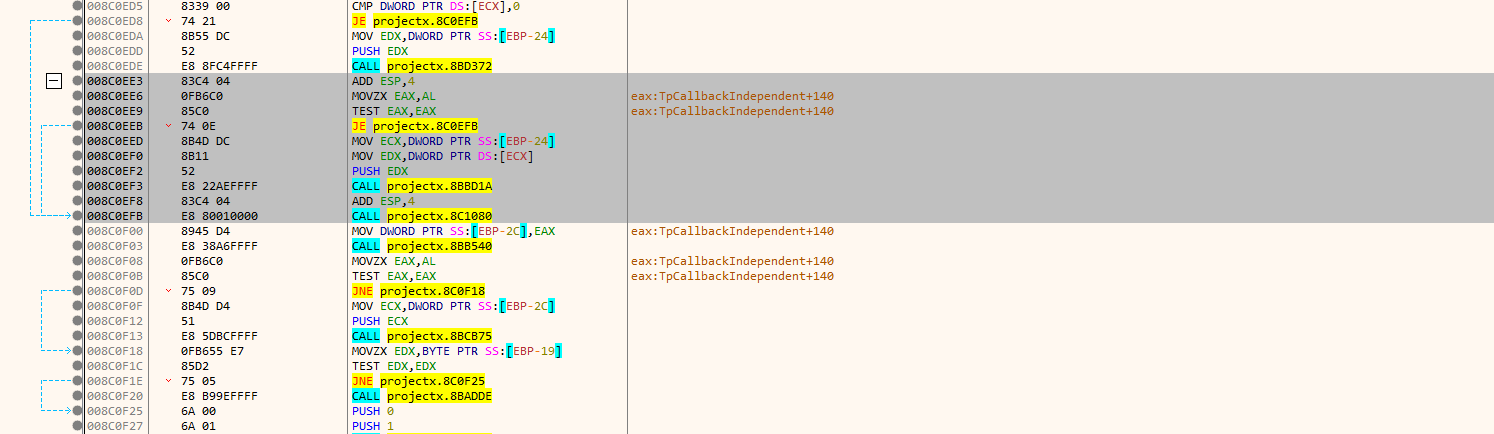 008C0ED5 8339 00 CMP DWORD PTR DS:[ECX],0
008C0ED8 74 21 JE projectx.8C0EFB
008C0EDA 8B55 DC MOV EDX,DWORD PTR SS:[EBP-24]
008C0EDD 52 PUSH EDX
008C0EDE E8 8FC4FFFF CALL projectx.8BD372
008C0EE3 83C4 04 ADD ESP,4
008C0EE6 0FB6C0 MOVZX EAX,AL eax:TpCallbackIndependent+140
008C0EE9 85C0 TEST EAX,EAX eax:TpCallbackIndependent+140
008C0EEB 74 0E JE projectx.8C0EFB
008C0EED 8B4D DC MOV ECX,DWORD PTR SS:[EBP-24]
008C0EF0 8B11 MOV EDX,DWORD PTR DS:[ECX]
008C0EF2 52 PUSH EDX
008C0EF3 E8 22AEFFFF CALL projectx.8BBD1A
008C0EF8 83C4 04 ADD ESP,4
008C0EFB E8 80010000 CALL projectx.8C1080
008C0F00 8945 D4 MOV DWORD PTR SS:[EBP-2C],EAX eax:TpCallbackIndependent+140
008C0F03 E8 38A6FFFF CALL projectx.8BB540
008C0F08 0FB6C0 MOVZX EAX,AL eax:TpCallbackIndependent+140
008C0F0B 85C0 TEST EAX,EAX eax:TpCallbackIndependent+140
008C0F0D 75 09 JNE projectx.8C0F18
008C0F0F 8B4D D4 MOV ECX,DWORD PTR SS:[EBP-2C]
008C0F12 51 PUSH ECX
008C0F13 E8 5DBCFFFF CALL projectx.8BCB75
008C0F18 0FB655 E7 MOVZX EDX,BYTE PTR SS:[EBP-19]
008C0F1C 85D2 TEST EDX,EDX
008C0F1E 75 05 JNE projectx.8C0F25
008C0F20 E8 B99EFFFF CALL projectx.8BADDE
008C0F25 6A 00 PUSH 0
008C0F27 6A 01 PUSH 1